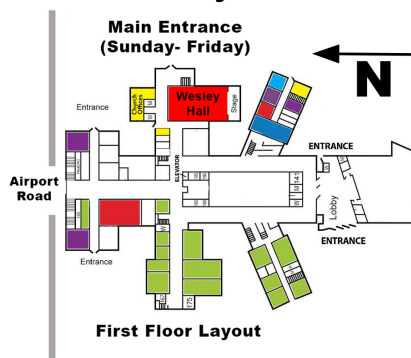 Main Entrance
(Sunday- Friday)
N
Church
Offices
M
W
Wesley
Hall
Stage
Entrance
ENTRANCE
ELEVATOR
Airport
Road
141
M
W
Lobby
ENTRANCE
Entrance
W
M
175
First Floor Layout